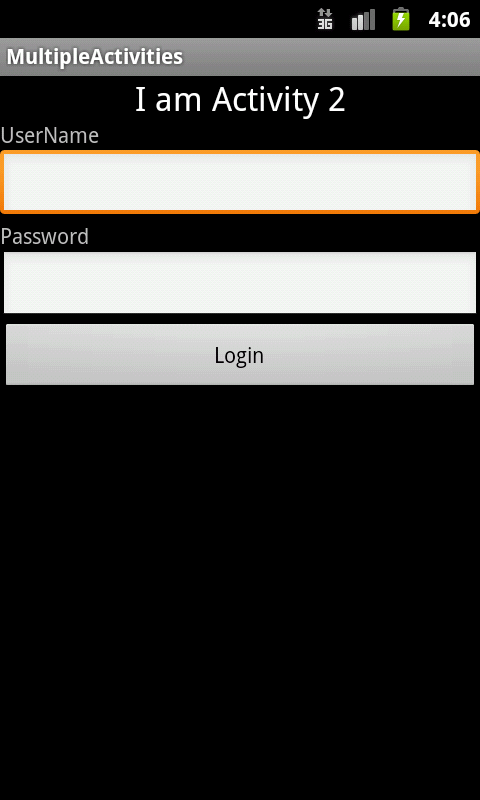 3G 4:06
MultipleActivities
I am Activity 2
UserName
Password
Login